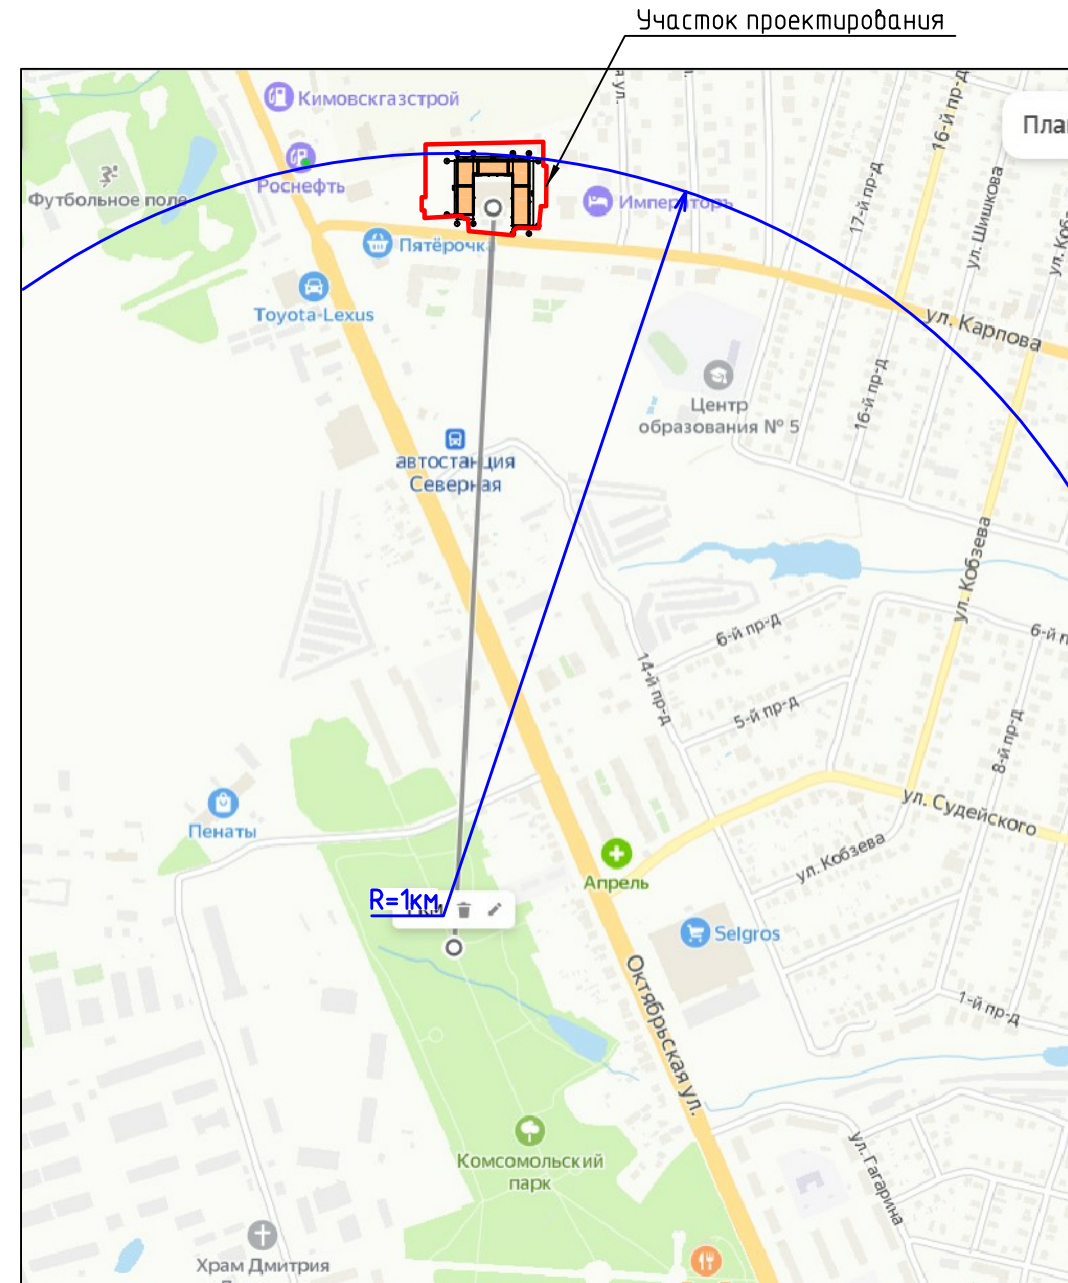 Участок проектирования
Кимовскгазстрой
16-й пр-д
Роснефть
Футбольное поле
17-й пр-д
ул. Шишкова
Императоръ
Пятёрочка
Toyota-Lexus
ул. Карпова
16-й пр-д
Центр
образования № 5
автостанция
Северная
ул. Кобзева
6-й пр-д
14-й пр-д
5-й пр-д
8-й пр-д
Пенаты
ул. Судейского
ул. Кобзева
Апрель
R=1км
Selgros
Октябрьская ул.
1-й пр-д
Комсомольский
парк
ул. Гагарина
Храм Дмитрия